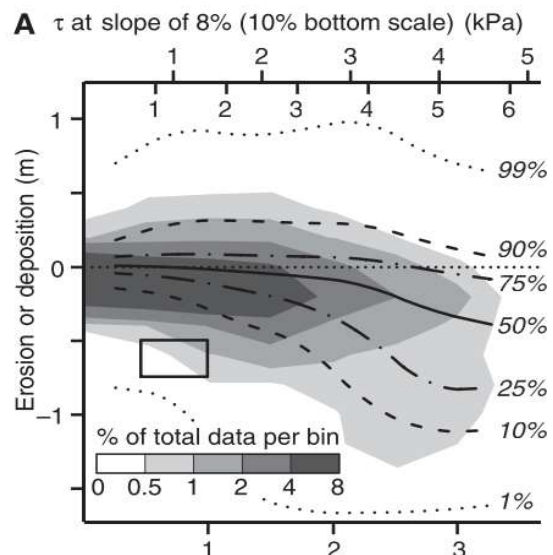 A τ at slope of 8% (10% bottom scale) (kPa)
1 2 3 4 5
1 2 3 4 5 6
Erosion or deposition (m)
1
0
−1
99%
90%
75%
50%
25%
10%
1%
% of total data per bin
0 0.5 1 2 4 8
1 2 3